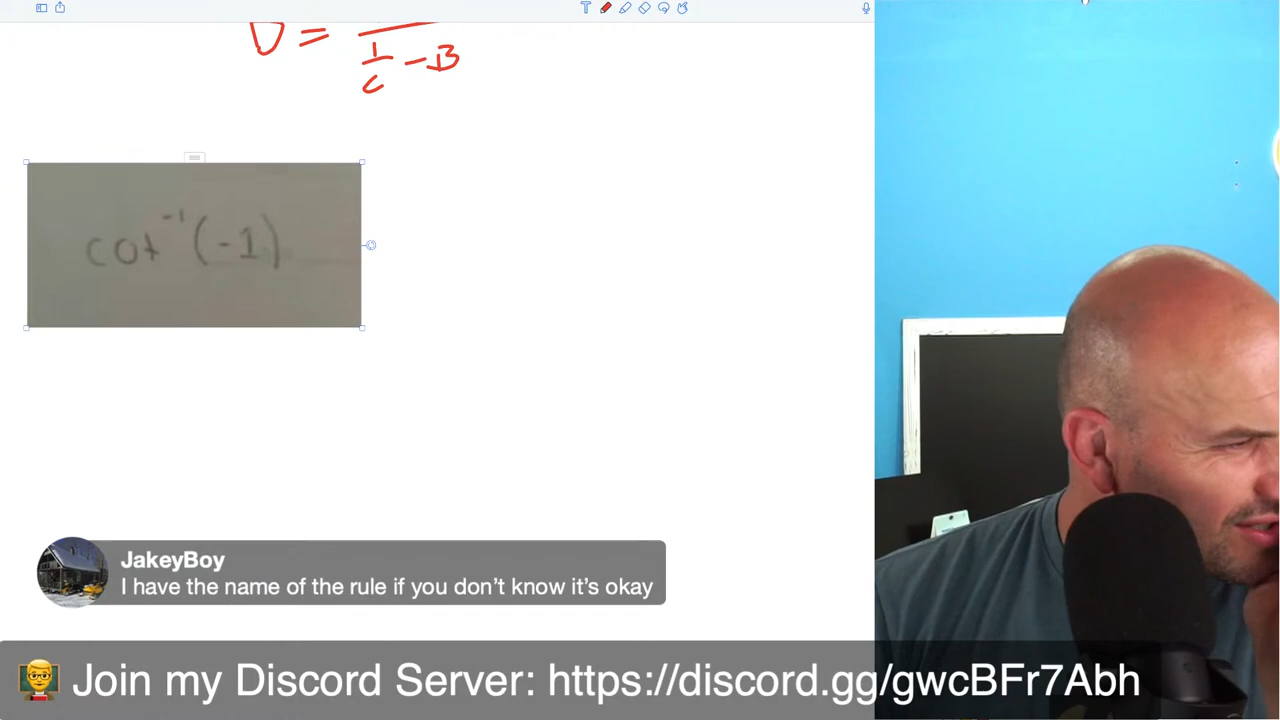 D =
1
C - B
cot⁻¹(-1)
JakeyBoy
I have the name of the rule if you don't know it's okay
Join my Discord Server: https://discord.gg/gwcBFr7Abh